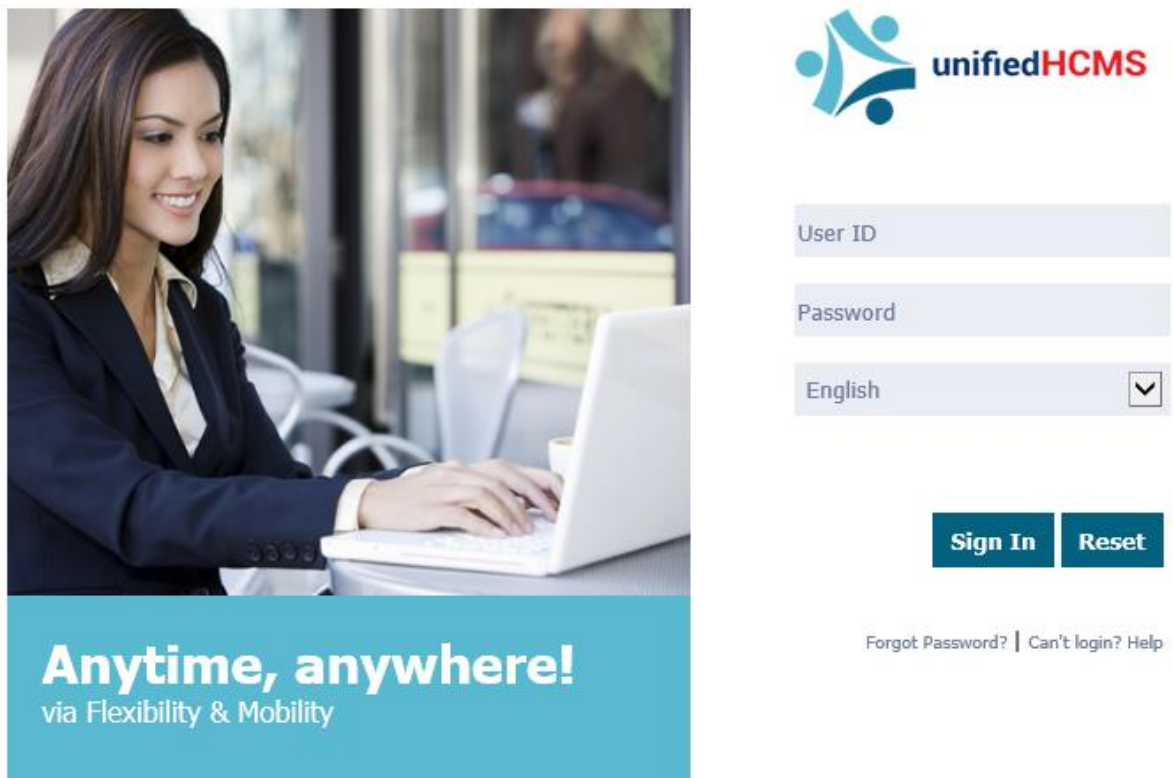 unifiedHCMS
User ID
Password
English
Sign In Reset
Forgot Password? | Can't login? Help
Anytime, anywhere!
via Flexibility & Mobility